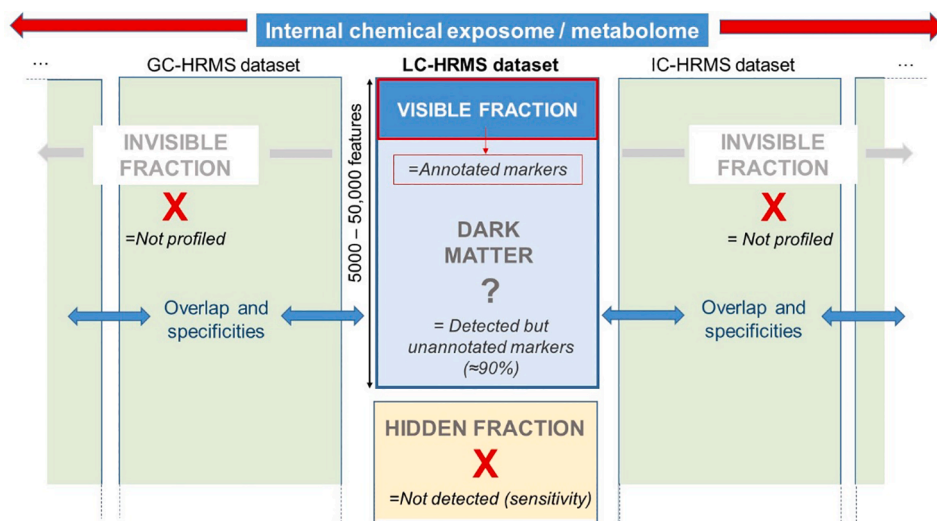 Internal chemical exposome / metabolome
...
GC-HRMS dataset
LC-HRMS dataset
IC-HRMS dataset
...
5000 – 50,000 features
VISIBLE FRACTION
=Annotated markers
INVISIBLE
FRACTION
X
=Not profiled
INVISIBLE
FRACTION
X
= Not profiled
DARK
MATTER
?
= Detected but
unannotated markers
(≈90%)
Overlap and
specificities
Overlap and
specificities
HIDDEN FRACTION
X
=Not detected (sensitivity)